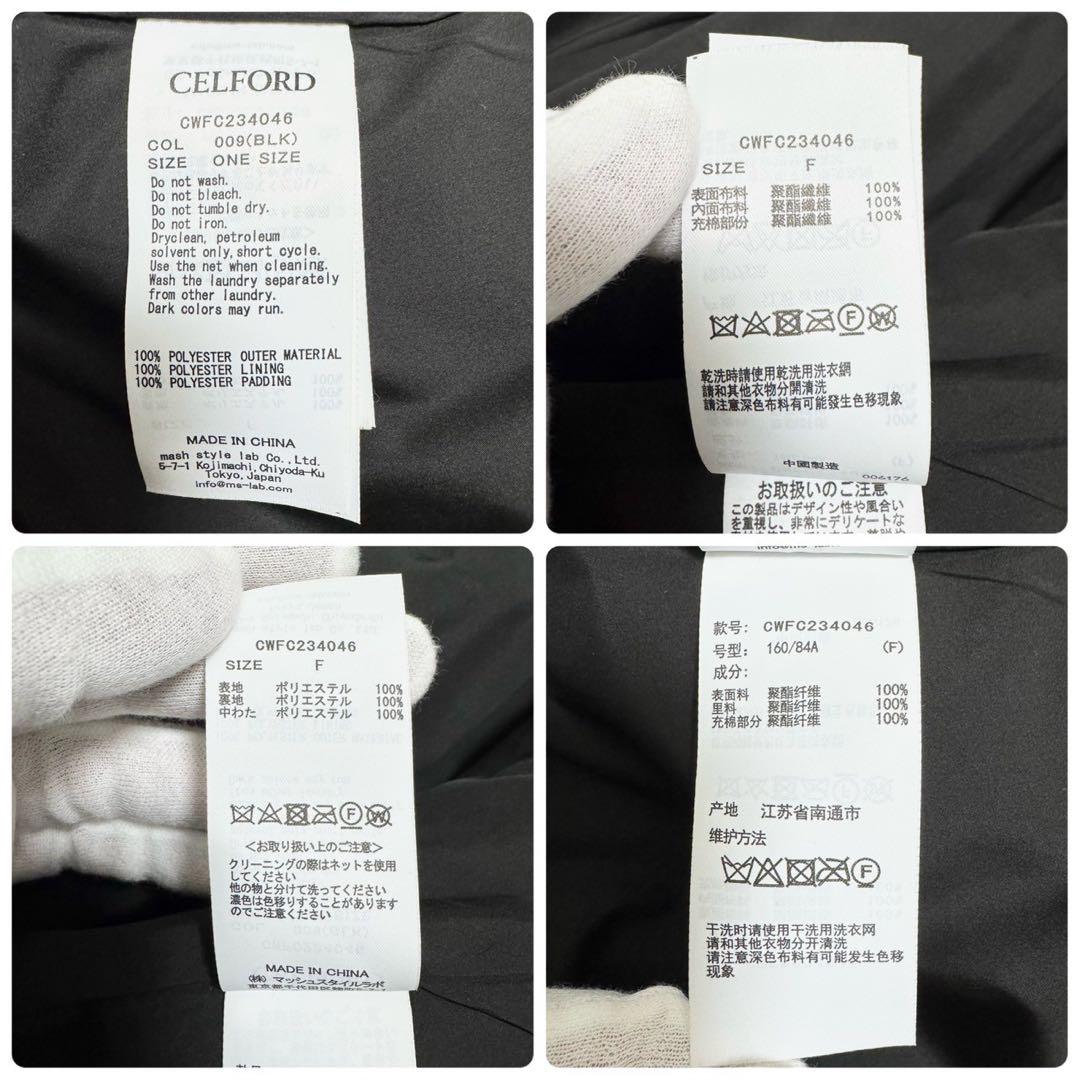 CELFORD
CWFC234046
COL 009(BLK)
SIZE ONE SIZE
Do not wash.
Do not bleach.
Do not tumble dry.
Do not iron.
Dryclean, petroleum
solvent only,short cycle.
Use the net when cleaning.
Wash the laundry separately
from other laundry.
Dark colors may run.
100% POLYESTER OUTER MATERIAL
100% POLYESTER LINING
100% POLYESTER PADDING
MADE IN CHINA
mash style lab Co.,Ltd.
5-7-1 Kojimachi,Chiyoda-Ku
Tokyo,Japan
info@ms-lab.com
CWFC234046
SIZE F
表面布料 聚酯纖維 100%
內面布料 聚酯纖維 100%
充棉部份 聚酯纖維 100%
F W
乾洗時請使用乾洗用洗衣網
請和其他衣物分開清洗
請注意深色布料有可能發生色移現象
中國製造
006176
お取扱いのご注意
この製品はデザイン性や風合い
を重視し、非常にデリケートな
CWFC234046
SIZE F
表地 ポリエステル 100%
裏地 ポリエステル 100%
中わた ポリエステル 100%
F W
<お取り扱い上のご注意>
クリーニングの際はネットを使用
してください
他の物と分けて洗ってください
濃色は色移りすることがあります
のでご注意ください
MADE IN CHINA
(株) マッシュスタイルラボ
東京都千代田区麹町5-7-1
款号: CWFC234046
号型: 160/84A (F)
成分:
表面料 聚酯纤维 100%
里料 聚酯纤维 100%
充棉部分 聚酯纤维 100%
产地 江苏省南通市
维护方法
F
干洗时请使用干洗用洗衣网
请和其他衣物分开清洗
请注意深色布料有可能发生色移
现象